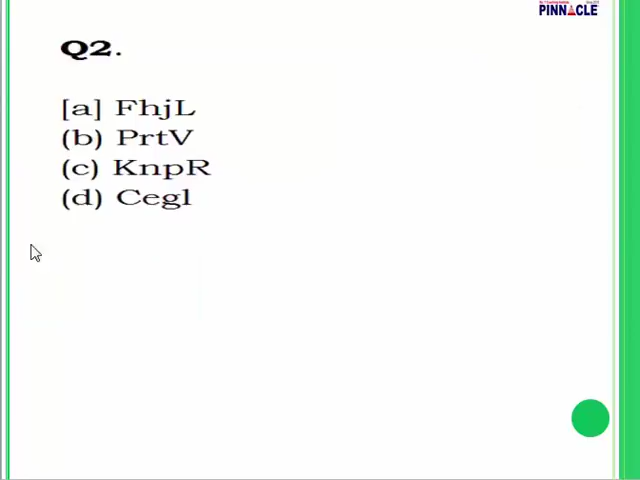 PINNACLE
Q2.
[a] FhjL
(b) PrtV
(c) KnpR
(d) Cegl